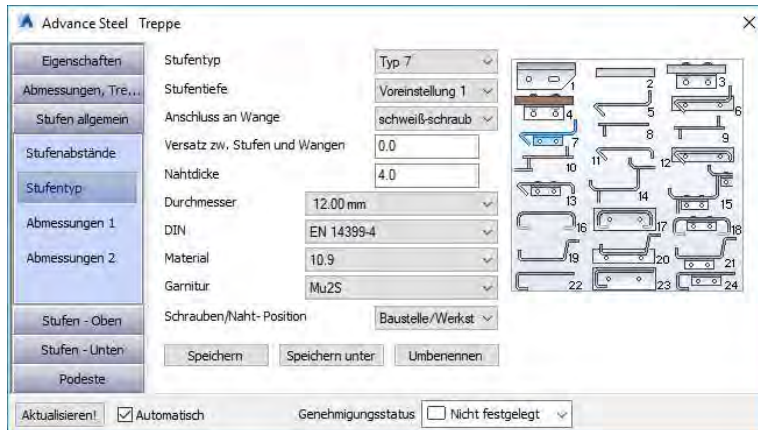 Advance Steel Treppe
Eigenschaften
Abmessungen, Tre...
Stufen allgemein
Stufenabstände
Stufentyp
Abmessungen 1
Abmessungen 2
Stufen - Oben
Stufen - Unten
Podeste
Stufentyp Typ 7
Stufentiefe Voreinstellung 1
Anschluss an Wange schweiß-schraub
Versatz zw. Stufen und Wangen 0.0
Nahtdicke 4.0
Durchmesser 12.00 mm
DIN EN 14399-4
Material 10.9
Garnitur Mu2S
Schrauben/Naht- Position Baustelle/Werkst
Speichern Speichern unter Umbenennen
1 2 3
4 5 6
7 8 9
10 11 12
13 14 15
16 17 18
19 20 21
22 23 24
Aktualisieren! Automatisch Genehmigungsstatus Nicht festgelegt